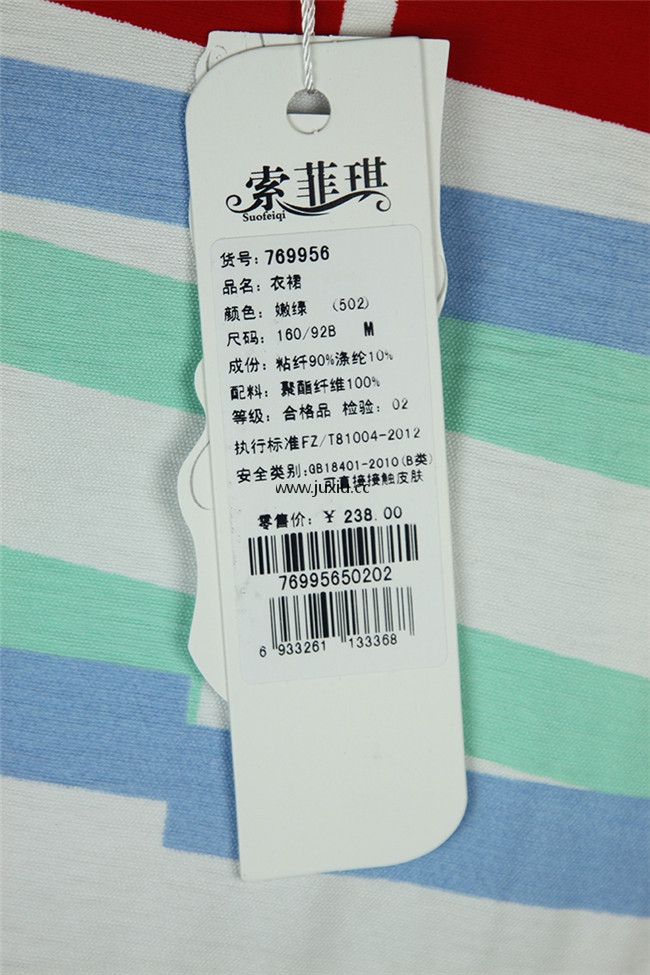 索菲琪
Suofeiqi
货号: 769956
品名: 衣裙
颜色: 嫩绿 (502)
尺码: 160/92B M
成份: 粘纤90%涤纶10%
配料: 聚酯纤维100%
等级: 合格品 检验: 02
执行标准FZ/T81004-2012
安全类别:GB18401-2010(B类)
可直接接触皮肤
www.juxiu.cc
零售价: ¥ 238.00
76995650202
6 933261 133368